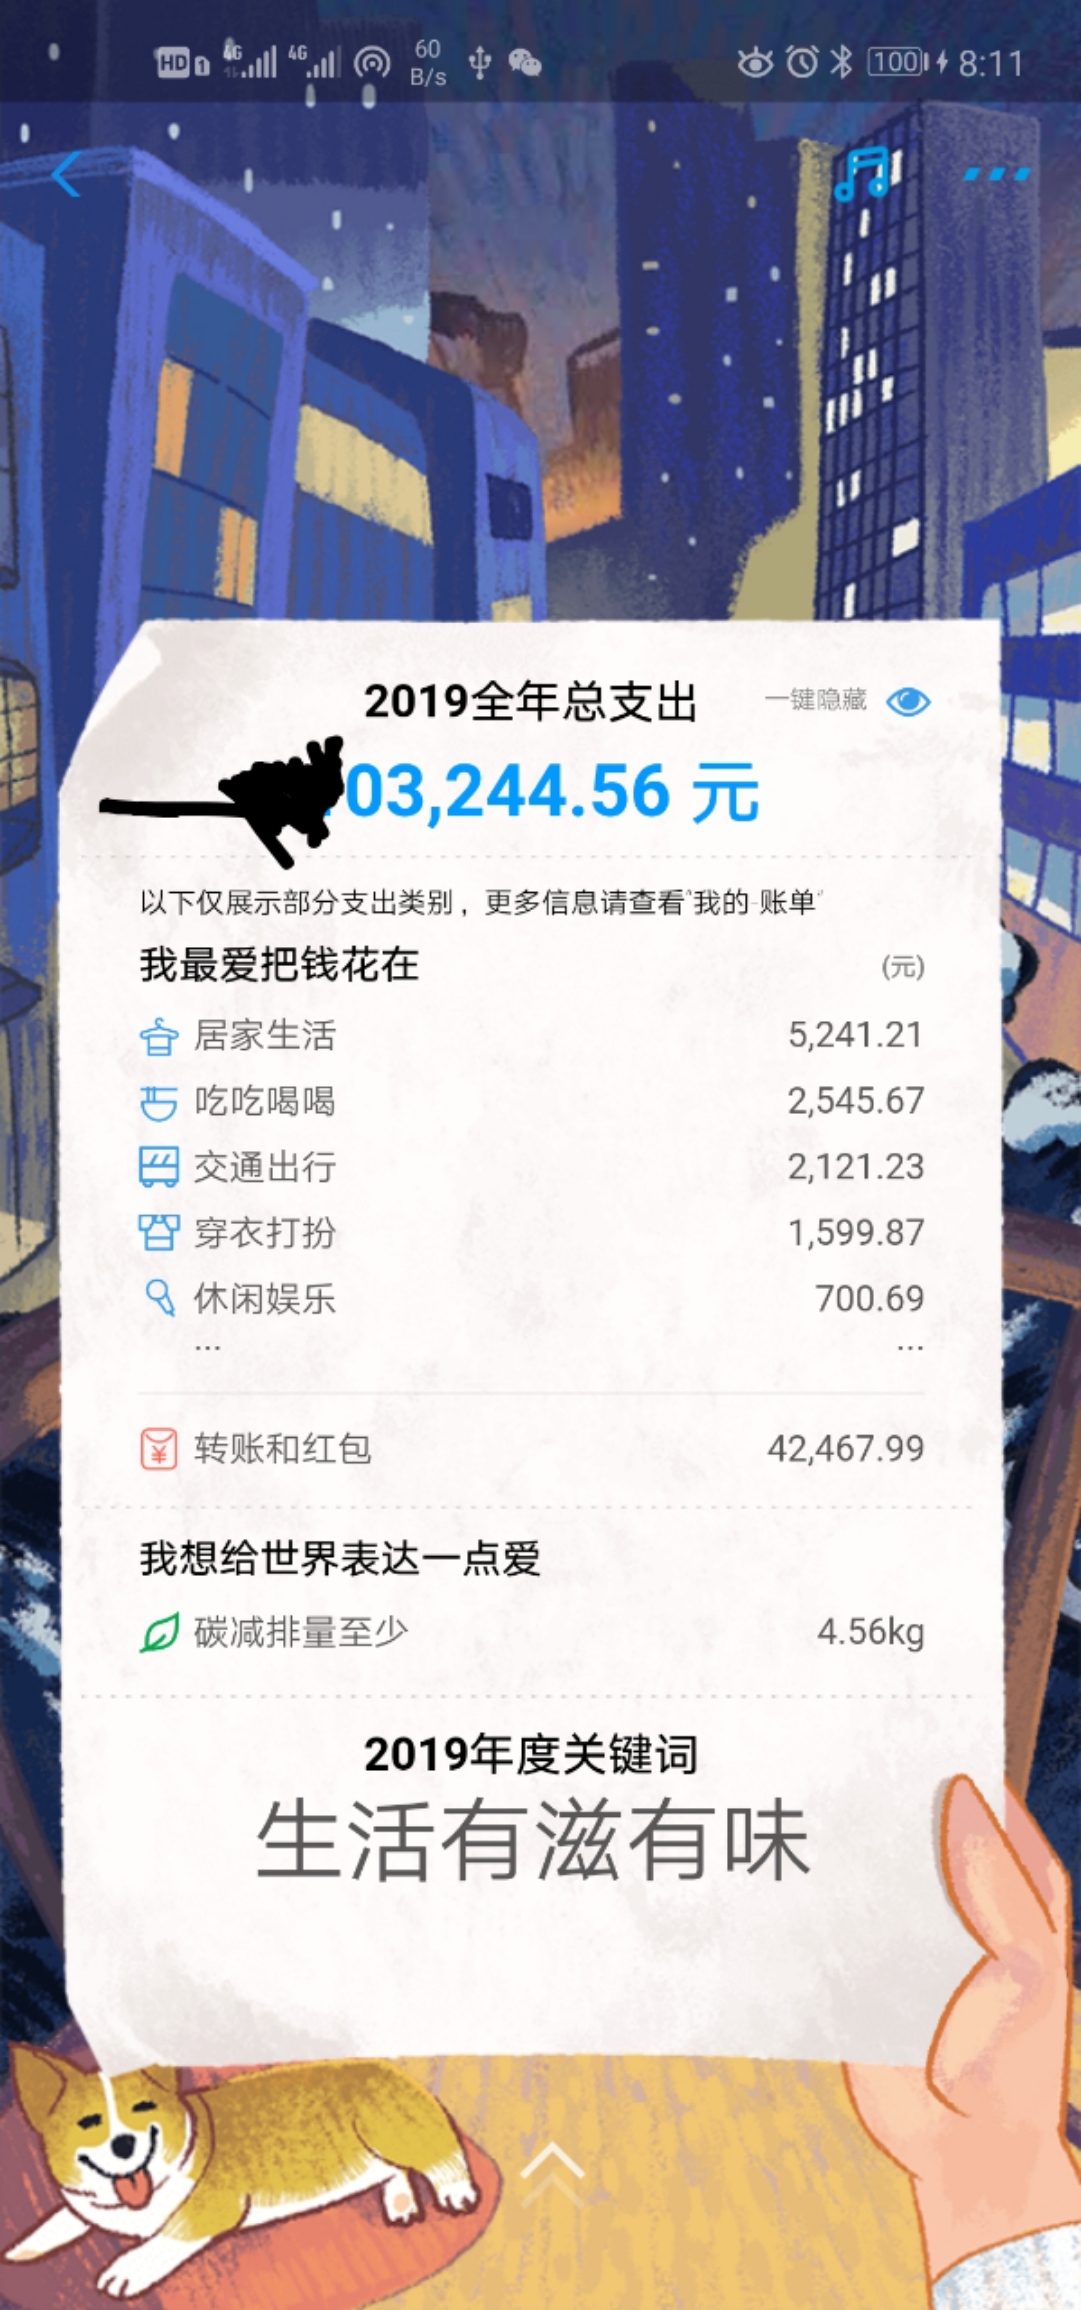 HD 1 4G 4G 60 B/s 100 8:11
2019全年总支出 一键隐藏
03,244.56 元
以下仅展示部分支出类别，更多信息请查看"我的-账单"
我最爱把钱花在 (元)
居家生活 5,241.21
吃吃喝喝 2,545.67
交通出行 2,121.23
穿衣打扮 1,599.87
休闲娱乐 700.69
... ...
转账和红包 42,467.99
我想给世界表达一点爱
碳减排量至少 4.56kg
2019年度关键词
生活有滋有味